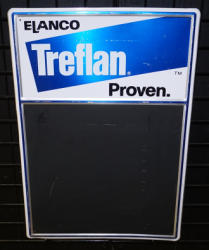 ELANCO
Treflan®
™
Proven.